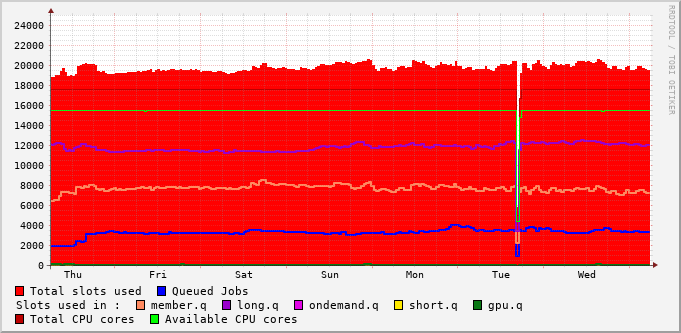 RRDTOOL / TOBI OETIKER
24000
22000
20000
18000
16000
14000
12000
10000
8000
6000
4000
2000
0
Thu Fri Sat Sun Mon Tue Wed
Total slots used Queued Jobs
Slots used in : member.q long.q ondemand.q short.q gpu.q
Total CPU cores Available CPU cores